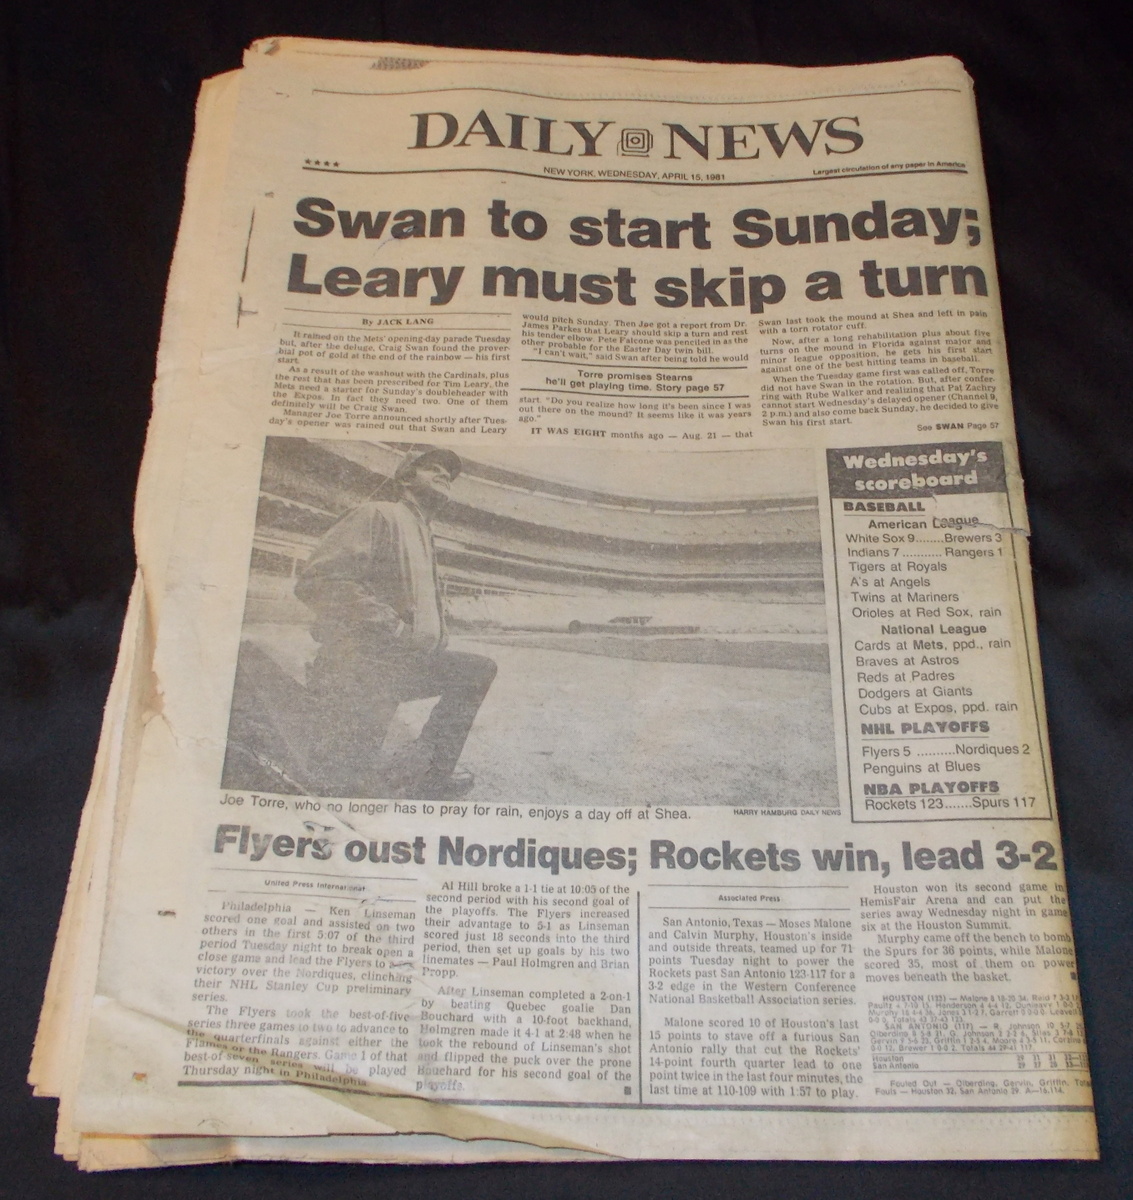 DAILY NEWS
★★★★
NEW YORK, WEDNESDAY, APRIL 15, 1981
Largest circulation of any paper in America
Swan to start Sunday;
Leary must skip a turn
By JACK LANG
It rained on the Mets' opening-day parade Tuesday
but, after the deluge, Craig Swan found the prover-
bial pot of gold at the end of the rainbow — his first
start.
As a result of the washout with the Cardinals, plus
the rest that has been prescribed for Tim Leary, the
Mets need a starter for Sunday's doubleheader with
the Expos. In fact they need two. One of them
definitely will be Craig Swan.
Manager Joe Torre announced shortly after Tues-
day's opener was rained out that Swan and Leary
would pitch Sunday. Then Joe got a report from Dr.
James Parkes that Leary should skip a turn and rest
his tender elbow. Pete Falcone was penciled in as the
other probable for the Easter Day twin bill.
"I can't wait," said Swan after being told he would
Torre promises Stearns
he'll get playing time. Story page 57
start. "Do you realize how long it's been since I was
out there on the mound? It seems like it was years
ago."
IT WAS EIGHT months ago — Aug. 21 — that
Swan last took the mound at Shea and left in pain
with a torn rotator cuff.
Now, after a long rehabilitation plus about five
turns on the mound in Florida against major and
minor league opposition, he gets his first start
against one of the best hitting teams in baseball.
When the Tuesday game was first called off, Torre
did not have Swan in the rotation. But, after confer-
ring with Rube Walker and realizing that Pat Zachry
cannot start Wednesday's delayed opener (Channel 9,
2 p.m.) and also come back Sunday, he decided to give
Swan his first start.
See SWAN Page 57
Joe Torre, who no longer has to pray for rain, enjoys a day off at Shea.
HARRY HAMBURG DAILY NEWS
Wednesday's
scoreboard
BASEBALL
American League
White Sox 9........Brewers 3
Indians 7 .......... Rangers 1
Tigers at Royals
A's at Angels
Twins at Mariners
Orioles at Red Sox, rain
National League
Cards at Mets, ppd., rain
Braves at Astros
Reds at Padres
Dodgers at Giants
Cubs at Expos, ppd. rain
NHL PLAYOFFS
Flyers 5 ..........Nordiques 2
Penguins at Blues
NBA PLAYOFFS
Rockets 123.......Spurs 117
Flyers oust Nordiques; Rockets win, lead 3-2
United Press International
Philadelphia — Ken Linseman
scored one goal and assisted on two
others in the first 5:07 of the third
period Tuesday night to break open a
close game and lead the Flyers to a
victory over the Nordiques, clinching
their NHL Stanley Cup preliminary
series.
The Flyers took the best-of-five
series three games to two to advance to
the quarterfinals against either the
Flames or the Rangers. Game 1 of that
best-of-seven series will be played
Thursday night in Philadelphia.
Al Hill broke a 1-1 tie at 10:05 of the
second period with his second goal of
the playoffs. The Flyers increased
their advantage to 5-1 as Linseman
scored just 18 seconds into the third
period, then set up goals by his two
linemates — Paul Holmgren and Brian
Propp.
After Linseman completed a 2-on-1
by beating Quebec goalie Dan
Bouchard with a 10-foot backhand,
Holmgren made it 4-1 at 2:48 when he
took the rebound of Linseman's shot
and flipped the puck over the prone
Bouchard for his second goal of the
playoffs.
Associated Press
San Antonio, Texas — Moses Malone
and Calvin Murphy, Houston's inside
and outside threats, teamed up for 71
points Tuesday night to power the
Rockets past San Antonio 123-117 for a
3-2 edge in the Western Conference
National Basketball Association series.
Malone scored 10 of Houston's last
15 points to stave off a furious San
Antonio rally that cut the Rockets'
14-point fourth quarter lead to one
point twice in the last four minutes, the
last time at 110-109 with 1:57 to play.
Houston won its second game in
HemisFair Arena and can put the
series away Wednesday night in game
six at the Houston Summit.
Murphy came off the bench to bomb
the Spurs for 36 points, while Malone
scored 35, most of them on power
moves beneath the basket.
HOUSTON (123) — Malone
SAN ANTONIO (117) — R. Johnson
Houston
San Antonio
Fouled Out — Olberding, Gervin, Griffin.
Fouls — Houston 32, San Antonio 29. A—16,114.